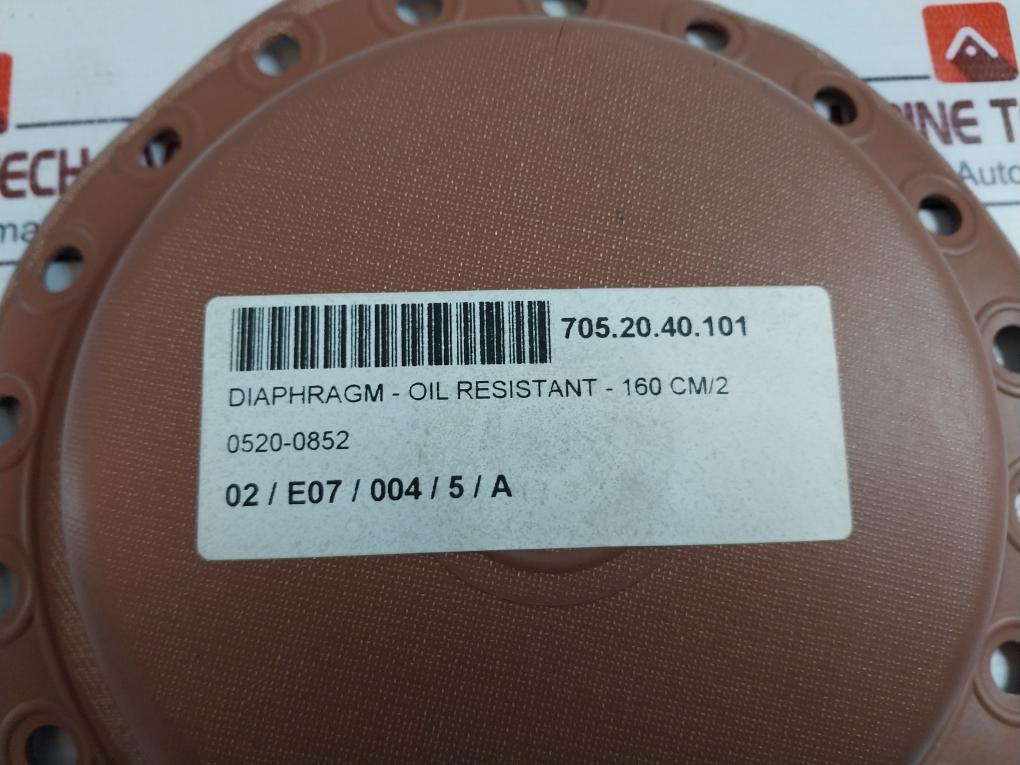 705.20.40.101
DIAPHRAGM - OIL RESISTANT - 160 CM/2
0520-0852
02 / E07 / 004 / 5 / A